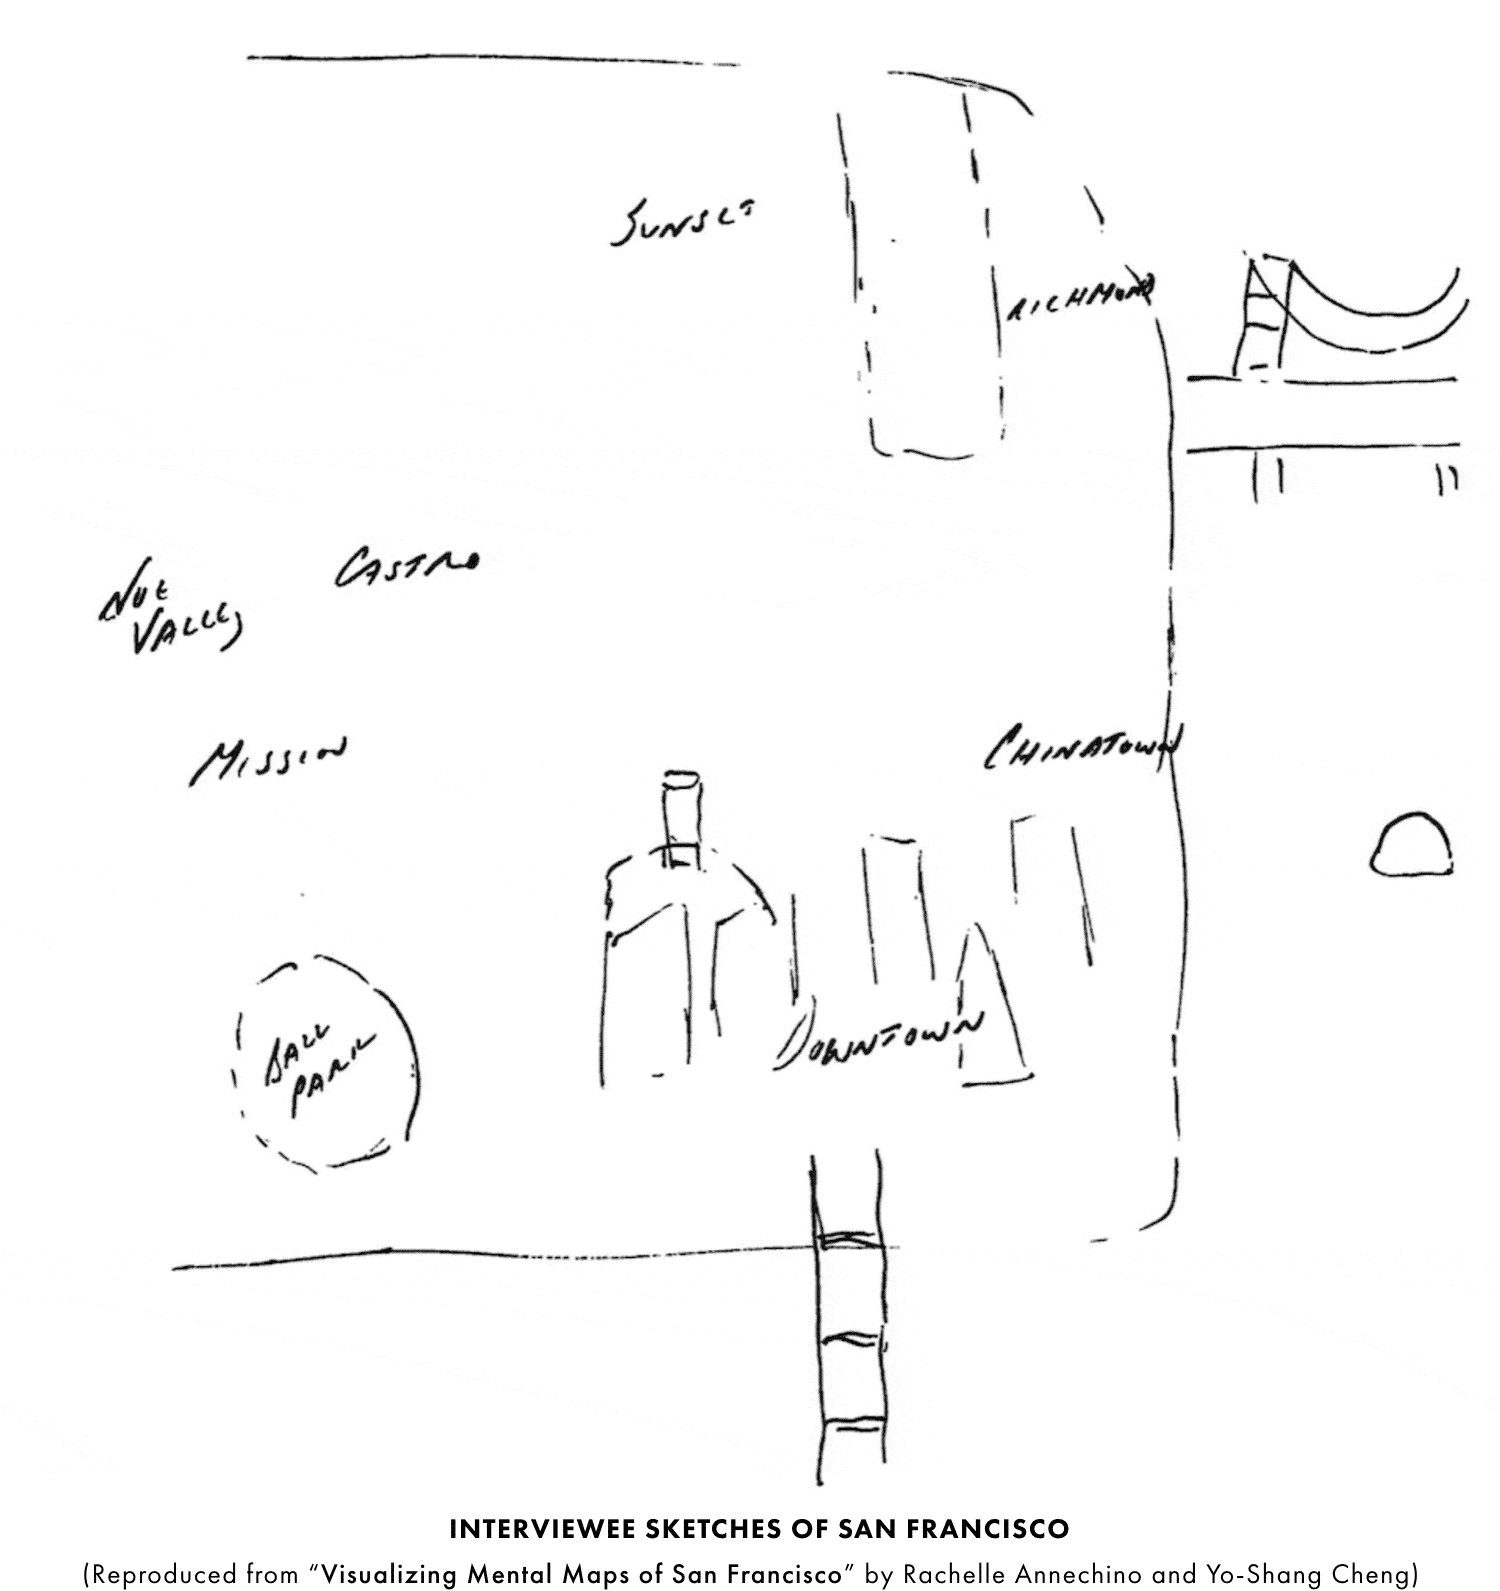 SUNSET
RICHMOND
NOE
VALLEY
CASTRO
MISSION
CHINATOWN
BALL
PARK
DOWNTOWN
INTERVIEWEE SKETCHES OF SAN FRANCISCO
(Reproduced from “Visualizing Mental Maps of San Francisco” by Rachelle Annechino and Yo-Shang Cheng)